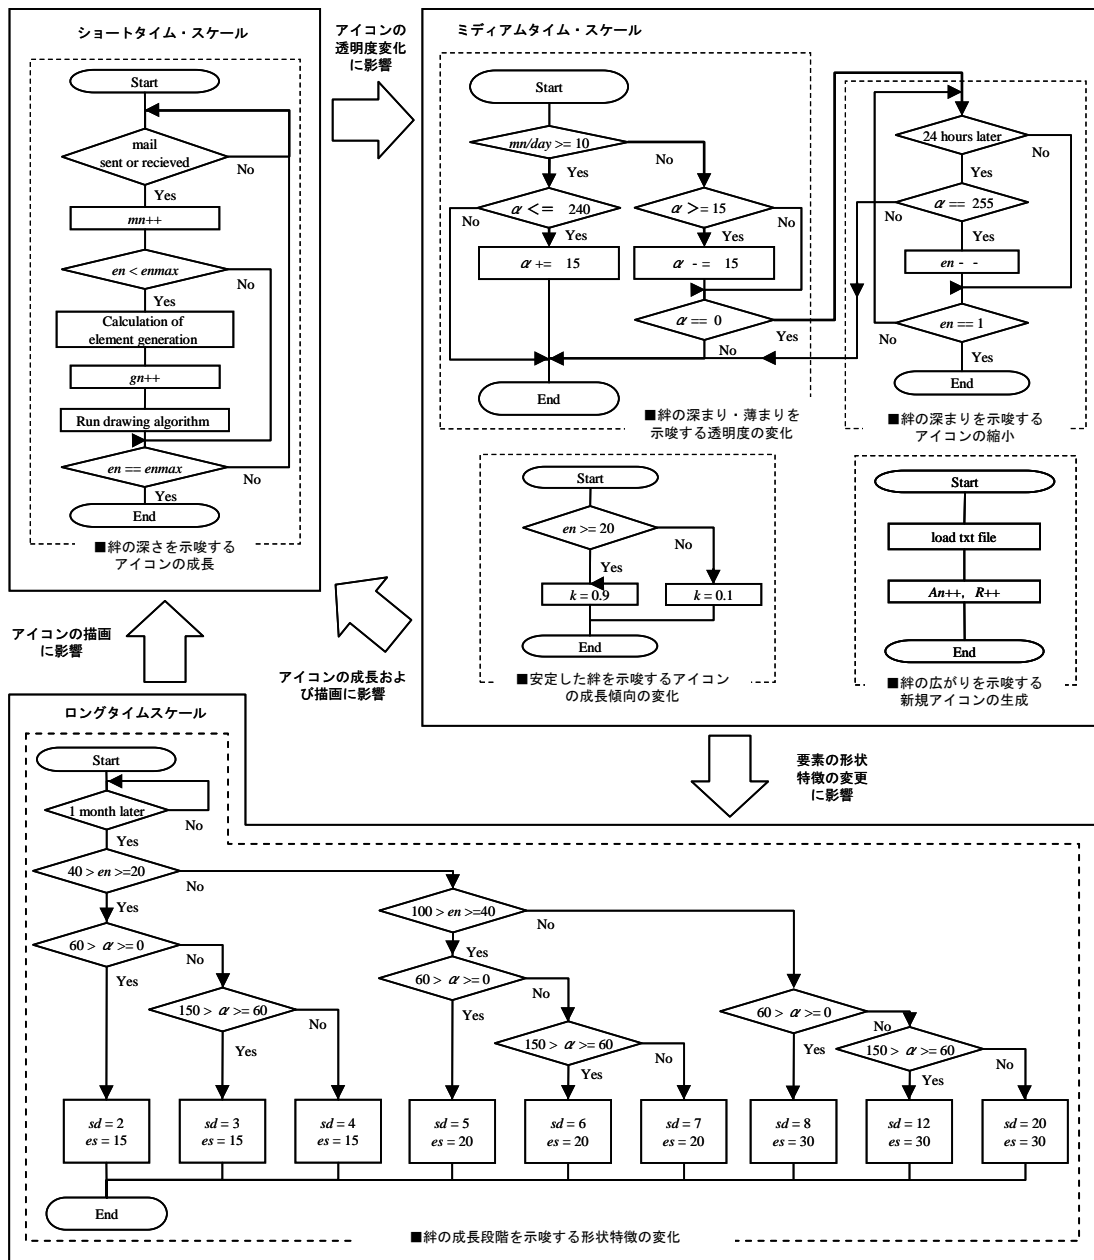 ショートタイム・スケール
Start
mail
sent or recieved
No
Yes
mn++
en < enmax
No
Yes
Calculation of
element generation
gn++
Run drawing algorithm
en == enmax
No
Yes
End
■絆の深さを示唆する
アイコンの成長
アイコンの
透明度変化
に影響
ミディアムタイム・スケール
Start
mn/day >= 10
No
Yes
α <= 240
No
Yes
α += 15
α >= 15
No
Yes
α -= 15
α == 0
Yes
No
End
■絆の深まり・薄まりを
示唆する透明度の変化
24 hours later
No
Yes
α == 255
No
Yes
en - -
en == 1
No
Yes
End
■絆の深まりを示唆する
アイコンの縮小
Start
en >= 20
No
Yes
k = 0.9
k = 0.1
End
■安定した絆を示唆するアイコン
の成長傾向の変化
Start
load txt file
An++, R++
End
■絆の広がりを示唆する
新規アイコンの生成
アイコンの描画
に影響
アイコンの成長およ
び描画に影響
要素の形状
特徴の変更
に影響
ロングタイムスケール
Start
1 month later
No
Yes
40 > en >=20
No
Yes
60 > α >= 0
No
Yes
150 > α >= 60
No
Yes
100 > en >=40
No
Yes
60 > α >= 0
No
Yes
150 > α >= 60
No
Yes
60 > α >= 0
No
Yes
150 > α >= 60
No
Yes
sd = 2
es = 15
sd = 3
es = 15
sd = 4
es = 15
sd = 5
es = 20
sd = 6
es = 20
sd = 7
es = 20
sd = 8
es = 30
sd = 12
es = 30
sd = 20
es = 30
End
■絆の成長段階を示唆する形状特徴の変化